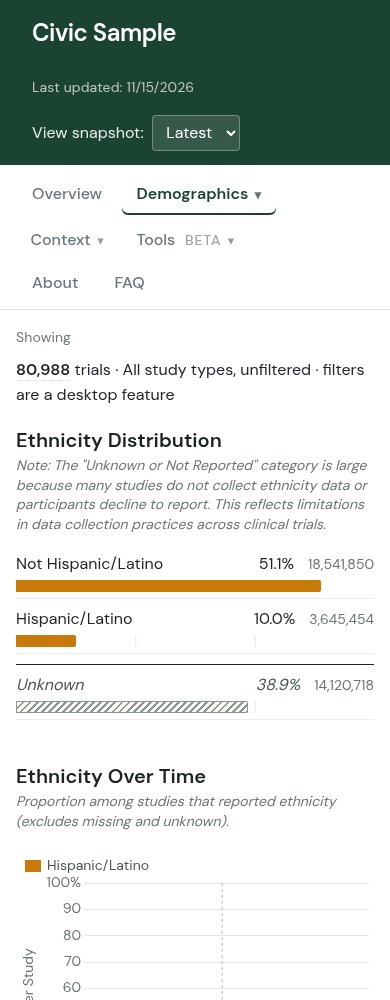 Civic Sample
Last updated: 11/15/2026
View snapshot: Latest
Overview Demographics ▾
Context ▾ Tools BETA ▾
About FAQ
Showing
80,988 trials · All study types, unfiltered · filters
are a desktop feature
Ethnicity Distribution
Note: The "Unknown or Not Reported" category is large
because many studies do not collect ethnicity data or
participants decline to report. This reflects limitations
in data collection practices across clinical trials.
Not Hispanic/Latino 51.1% 18,541,850
Hispanic/Latino 10.0% 3,645,454
Unknown 38.9% 14,120,718
Ethnicity Over Time
Proportion among studies that reported ethnicity
(excludes missing and unknown).
Hispanic/Latino
100%
90
80
70
60
er Study